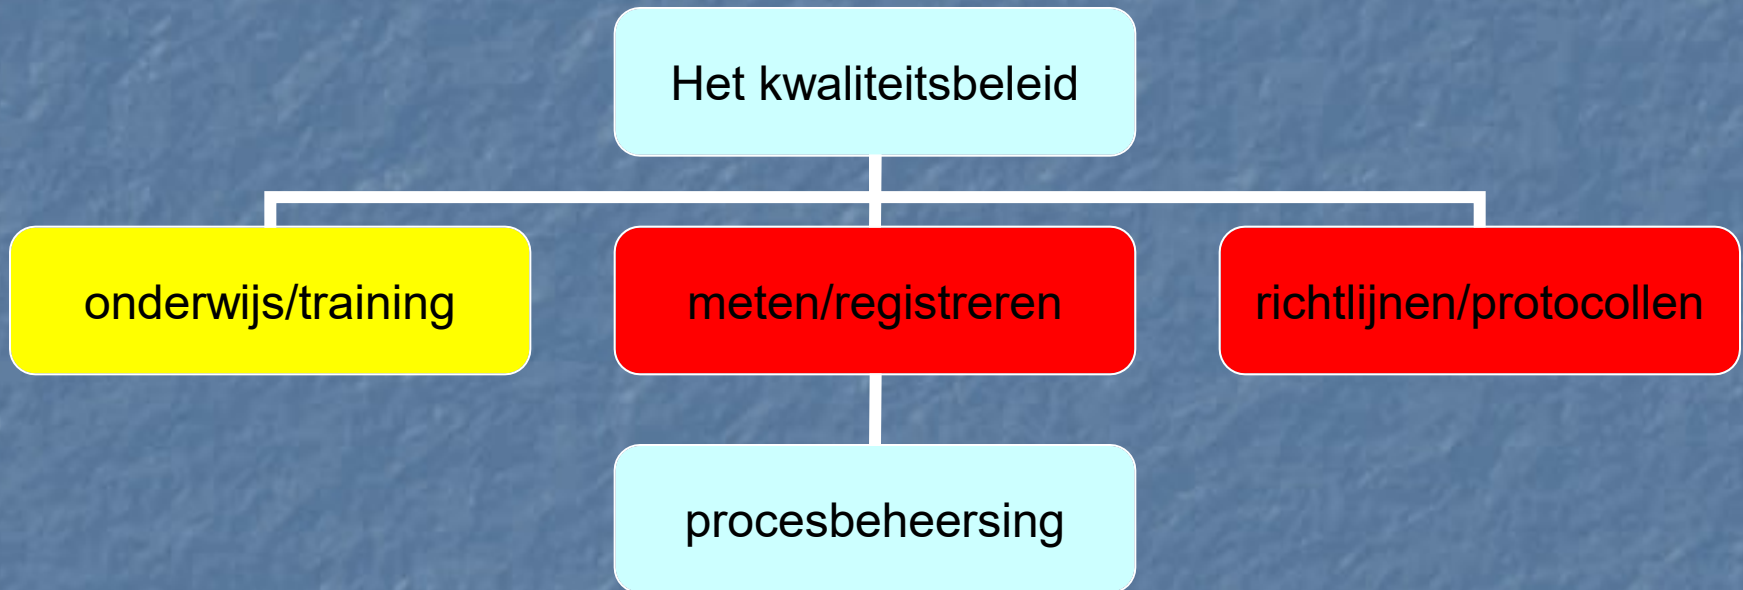 Het kwaliteitsbeleid
onderwijs/training
meten/registreren
richtlijnen/protocollen
procesbeheersing